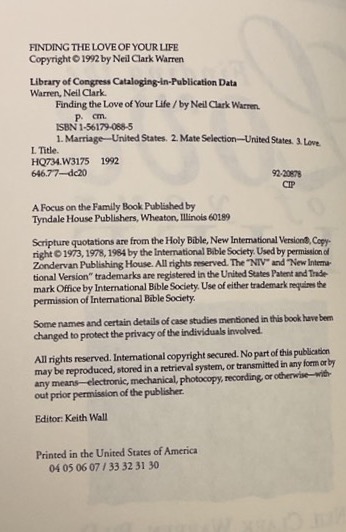 FINDING THE LOVE OF YOUR LIFE
Copyright © 1992 by Neil Clark Warren
Library of Congress Cataloging-in-Publication Data
Warren, Neil Clark.
Finding the Love of Your Life / by Neil Clark Warren.
p. cm.
ISBN 1-56179-088-5
1. Marriage—United States. 2. Mate Selection—United States. 3. Love.
I. Title.
HQ734.W3175 1992
646.7'7—dc20 92-20878
CIP
A Focus on the Family Book Published by
Tyndale House Publishers, Wheaton, Illinois 60189
Scripture quotations are from the Holy Bible, New International Version®, Copy-
right © 1973, 1978, 1984 by the International Bible Society. Used by permission of
Zondervan Publishing House. All rights reserved. The "NIV" and "New Interna-
tional Version" trademarks are registered in the United States Patent and Trade-
mark Office by International Bible Society. Use of either trademark requires the
permission of International Bible Society.
Some names and certain details of case studies mentioned in this book have been
changed to protect the privacy of the individuals involved.
All rights reserved. International copyright secured. No part of this publication
may be reproduced, stored in a retrieval system, or transmitted in any form or by
any means—electronic, mechanical, photocopy, recording, or otherwise—with-
out prior permission of the publisher.
Editor: Keith Wall
Printed in the United States of America
04 05 06 07 / 33 32 31 30